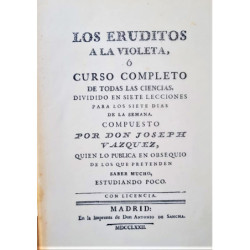 LOS ERUDITOS
A LA VIOLETA,
Ó
CURSO COMPLETO
DE TODAS LAS CIENCIAS,
DIVIDIDO EN SIETE LECCIONES
PARA LOS SIETE DIAS
DE LA SEMANA.
COMPUESTO
POR DON JOSEPH
VAZQUEZ,
QUIEN LO PUBLICA EN OBSEQUIO
DE LOS QUE PRETENDEN
SABER MUCHO,
ESTUDIANDO POCO.
CON LICENCIA.
MADRID:
En la Imprenta de Don Antonio de Sancha.
MDCCLXXII.